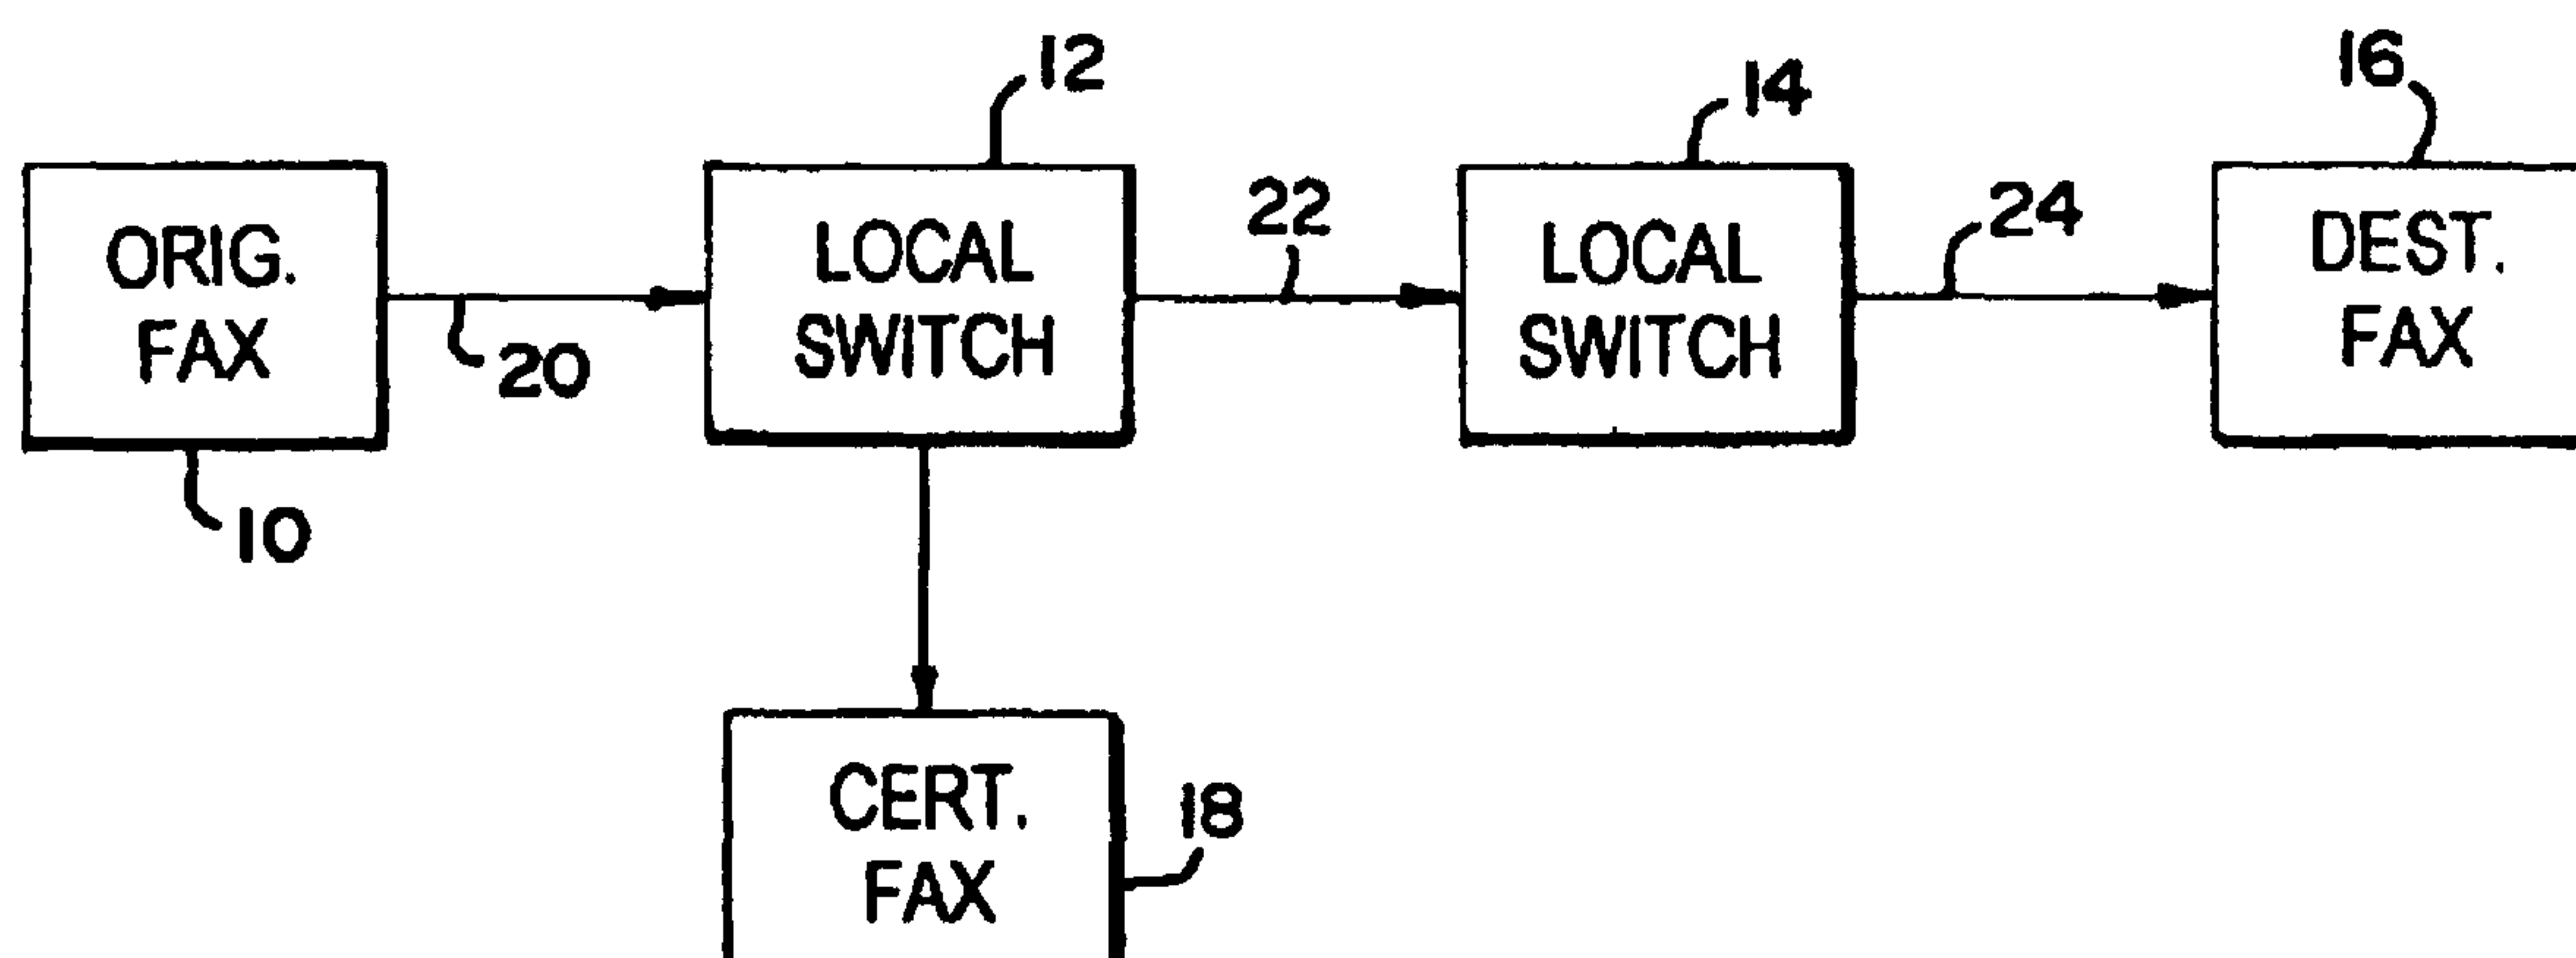 12
14
16
ORIG.
FAX
LOCAL
SWITCH
22
LOCAL
SWITCH
24
DEST.
FAX
20
10
CERT.
FAX
18